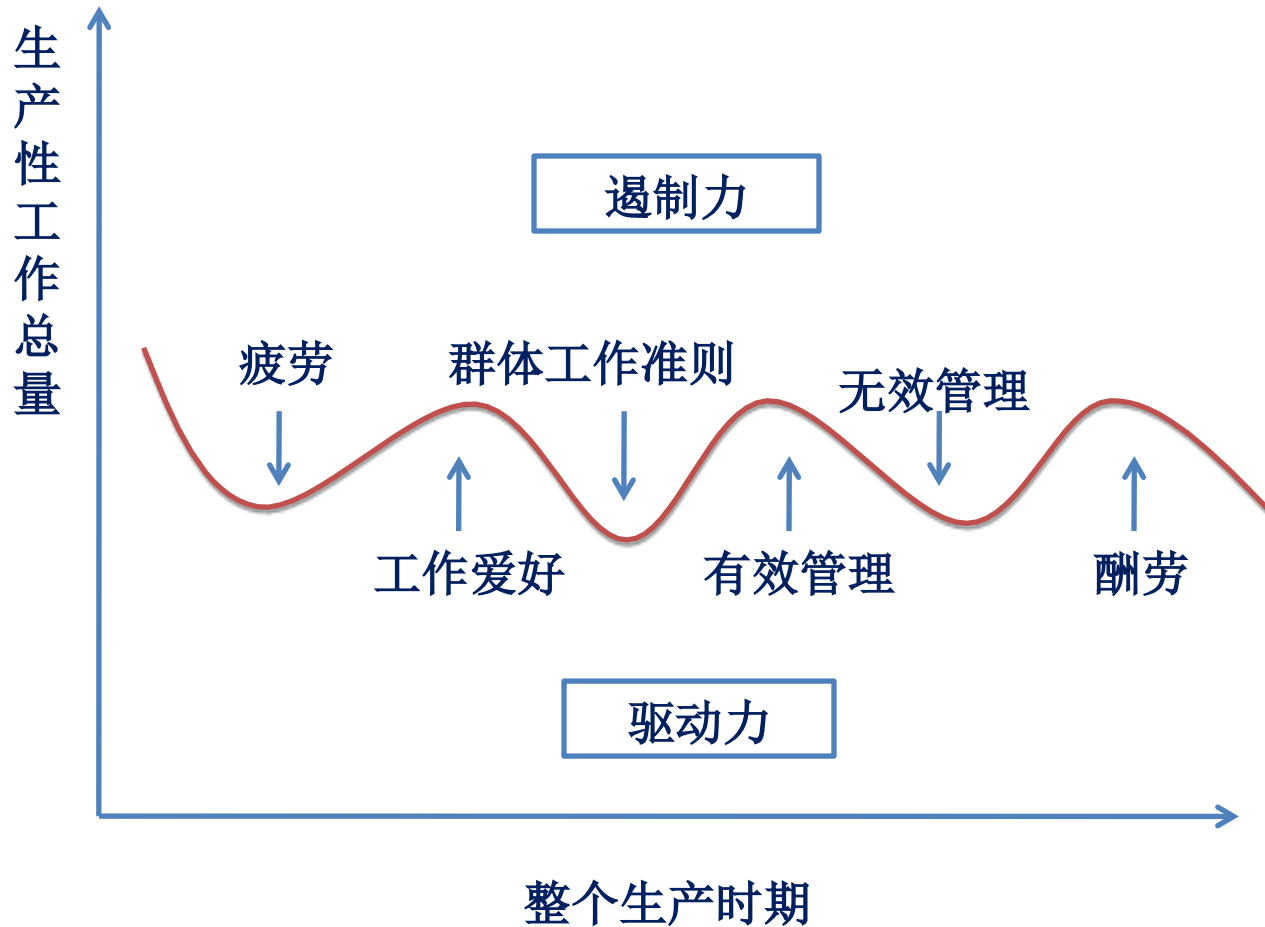 生产性工作总量
遏制力
疲劳
群体工作准则
无效管理
工作爱好
有效管理
酬劳
驱动力
整个生产时期